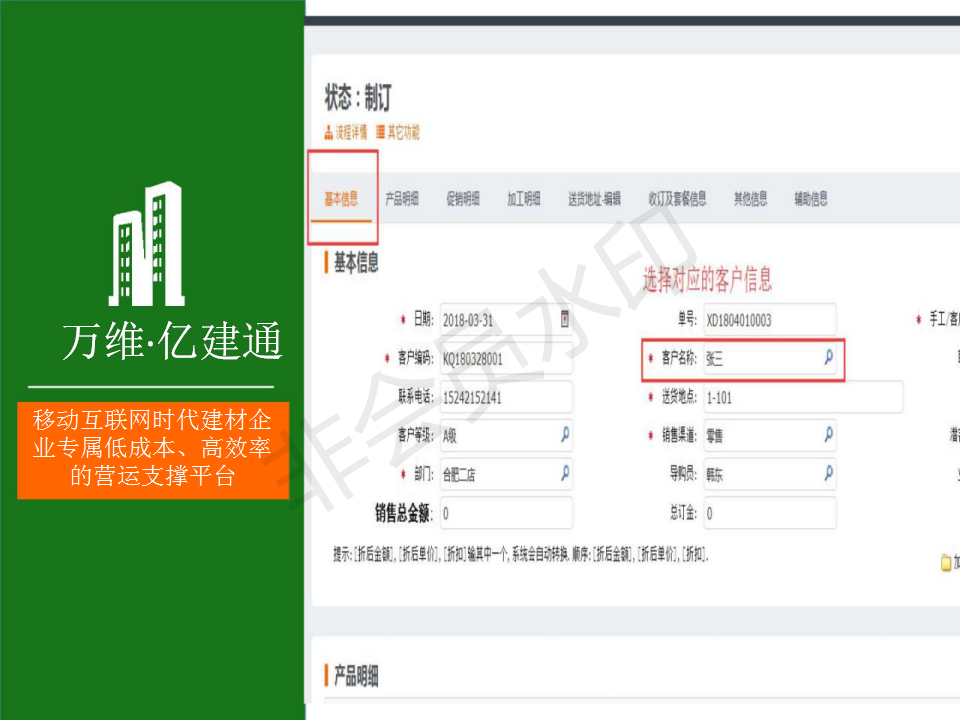 万维·亿建通
移动互联网时代建材企
业专属低成本、高效率
的营运支撑平台
状态：制订
流程详情 其它功能
基本信息 产品明细 促销明细 加工明细 送货地址-编辑 收订及套餐信息 其他信息 辅助信息
基本信息
选择对应的客户信息
* 日期: 2018-03-31 单号: XD1804010003 * 手工/客
* 客户编码: KQ180328001 * 客户名称: 张三
联系电话: 15242152141 * 送货地点: 1-101
客户等级: A级 * 销售渠道: 零售
* 部门: 合肥二店 导购员: 韩东
销售总金额: 0 总订金: 0
提示: [折后金额], [折后单价], [折扣]输其中一个, 系统会自动转换. 顺序: [折后金额], [折后单价], [折扣].
加
产品明细
非会员水印